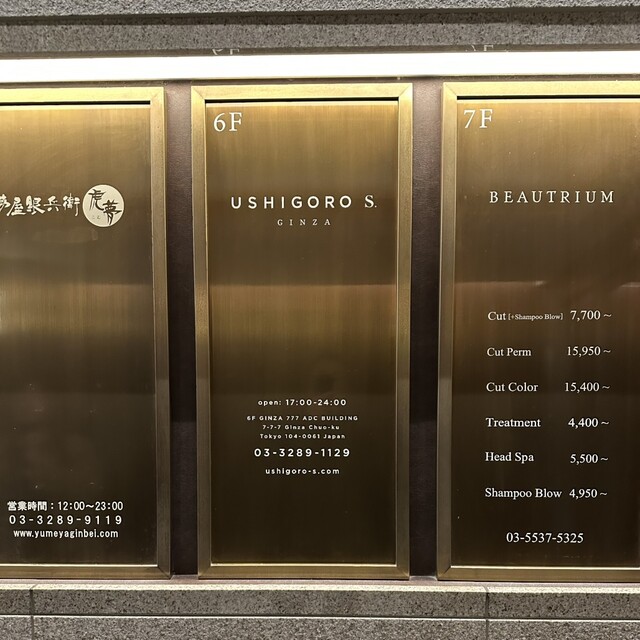 屋銀兵衛
虎夢
営業時間：12:00～23:00
03-3289-9119
www.yumeyaginbei.com
6F
USHIGORO S.
GINZA
open: 17:00-24:00
6F GINZA 777 ADC BUILDING
7-7-7 Ginza Chuo-ku
Tokyo 104-0061 Japan
03-3289-1129
ushigoro-s.com
7F
BEAUTRIUM
Cut [+Shampoo Blow] 7,700～
Cut Perm 15,950～
Cut Color 15,400～
Treatment 4,400～
Head Spa 5,500～
Shampoo Blow 4,950～
03-5537-5325